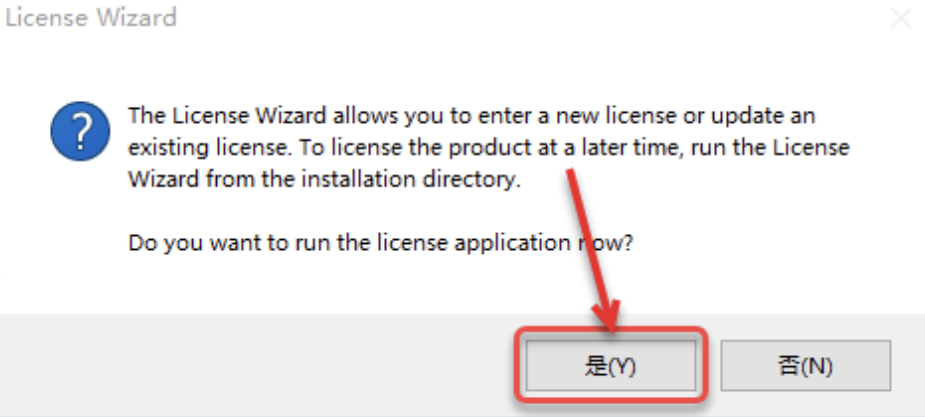 License Wizard
The License Wizard allows you to enter a new license or update an
existing license. To license the product at a later time, run the License
Wizard from the installation directory.
Do you want to run the license application now?
是(Y) 否(N)